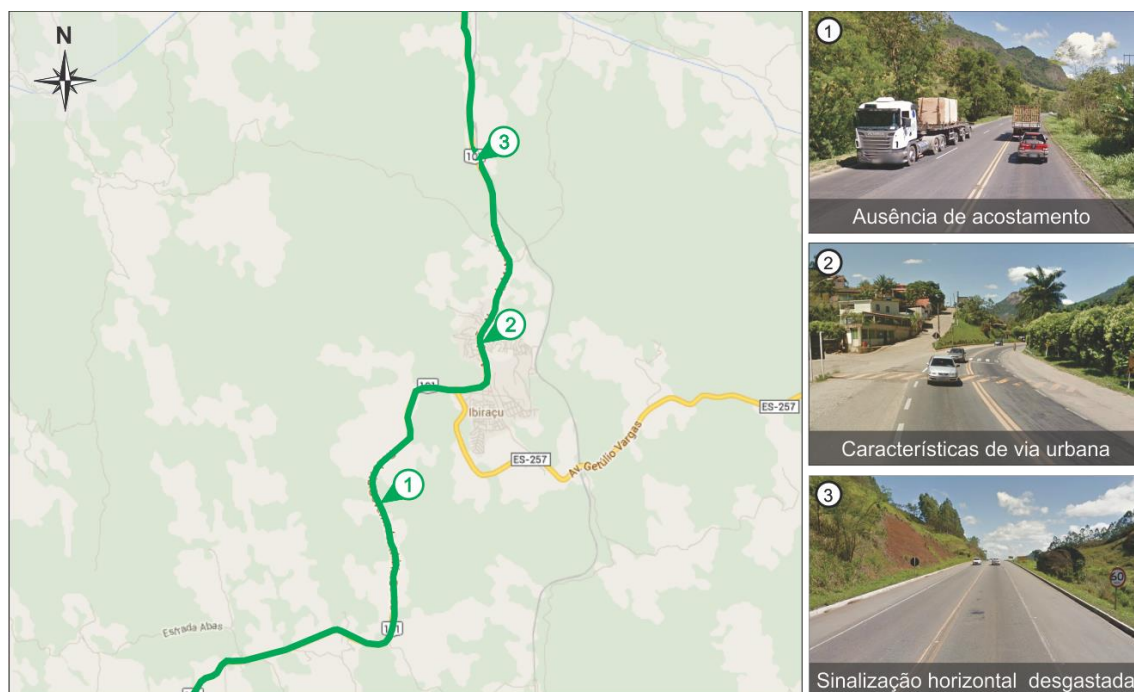 N
3
2
101
Ibiraçu
ES-257
ES-257
Av. Getúlio Vargas
1
Estrada Abas
1
Ausência de acostamento
2
Características de via urbana
3
60
Sinalização horizontal desgastada